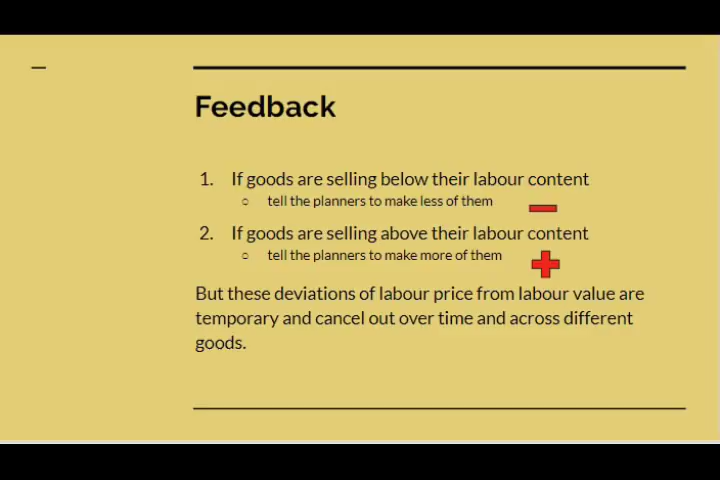 Feedback
1. If goods are selling below their labour content
○ tell the planners to make less of them
2. If goods are selling above their labour content
○ tell the planners to make more of them
But these deviations of labour price from labour value are
temporary and cancel out over time and across different
goods.